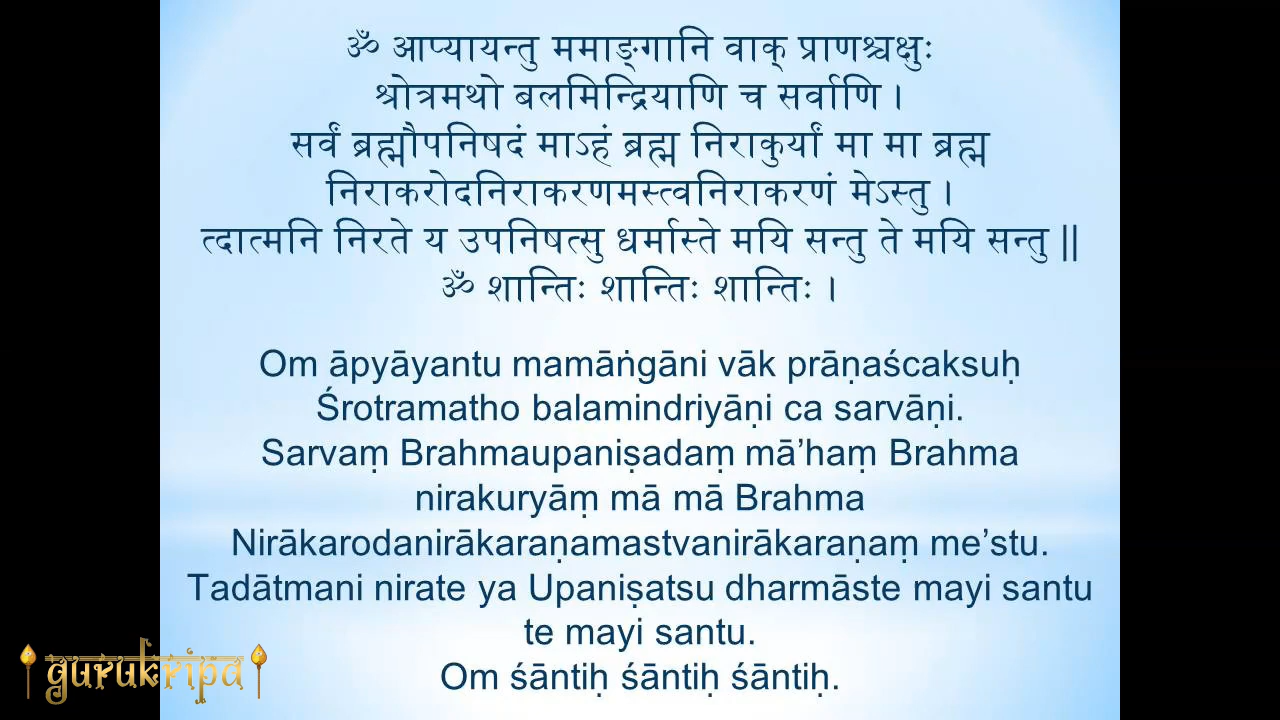 ॐ आप्यायन्तु ममाङ्गानि वाक् प्राणश्चक्षुः
श्रोत्रमथो बलमिन्द्रियाणि च सर्वाणि ।
सर्वं ब्रह्मौपनिषदं माऽहं ब्रह्म निराकुर्यां मा मा ब्रह्म
निराकरोदनिराकरणमस्त्वनिराकरणं मेऽस्तु ।
त्दात्मनि निरते य उपनिषत्सु धर्मास्ते मयि सन्तु ते मयि सन्तु ||
ॐ शान्तिः शान्तिः शान्तिः ।
Om āpyāyantu mamāṅgāni vāk prāṇaścaksuḥ
Śrotramatho balamindriyāṇi ca sarvāṇi.
Sarvaṃ Brahmaupaniṣadaṃ mā’haṃ Brahma
nirakuryāṃ mā mā Brahma
Nirākarodanirākaraṇamastvanirākaraṇaṃ me’stu.
Tadātmani nirate ya Upaniṣatsu dharmāste mayi santu
te mayi santu.
Om śāntiḥ śāntiḥ śāntiḥ.
gurukripa